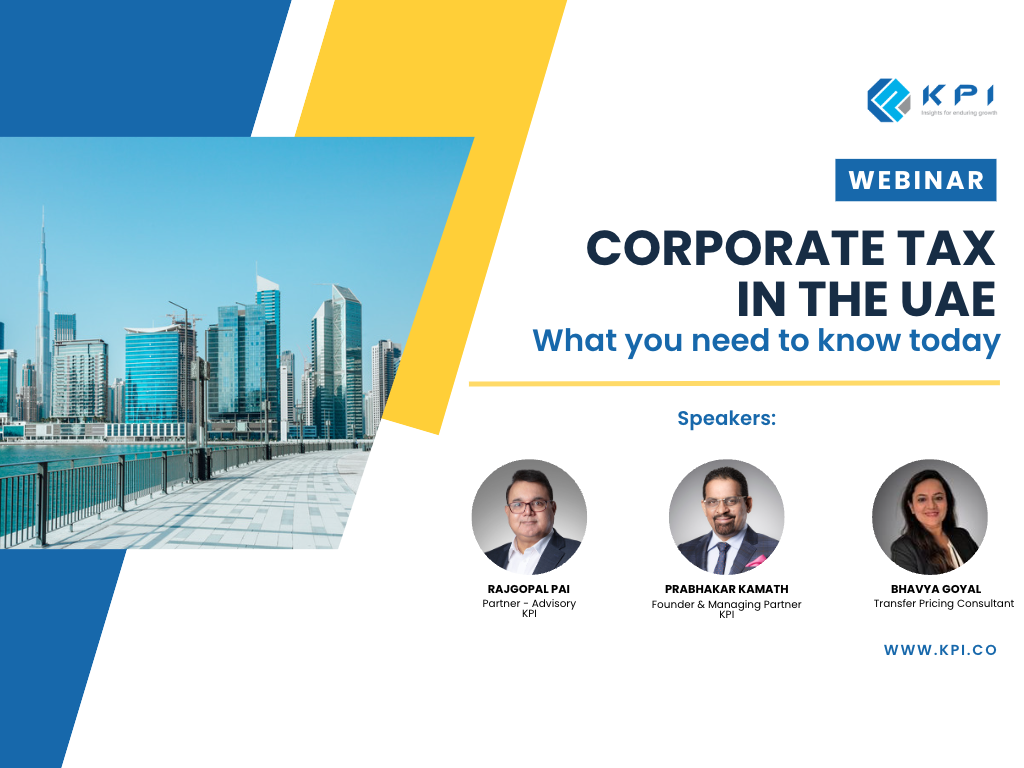 KPI
Insights for enduring growth
WEBINAR
CORPORATE TAX
IN THE UAE
What you need to know today
Speakers:
RAJGOPAL PAI
Partner - Advisory
KPI
PRABHAKAR KAMATH
Founder & Managing Partner
KPI
BHAVYA GOYAL
Transfer Pricing Consultant
WWW.KPI.CO